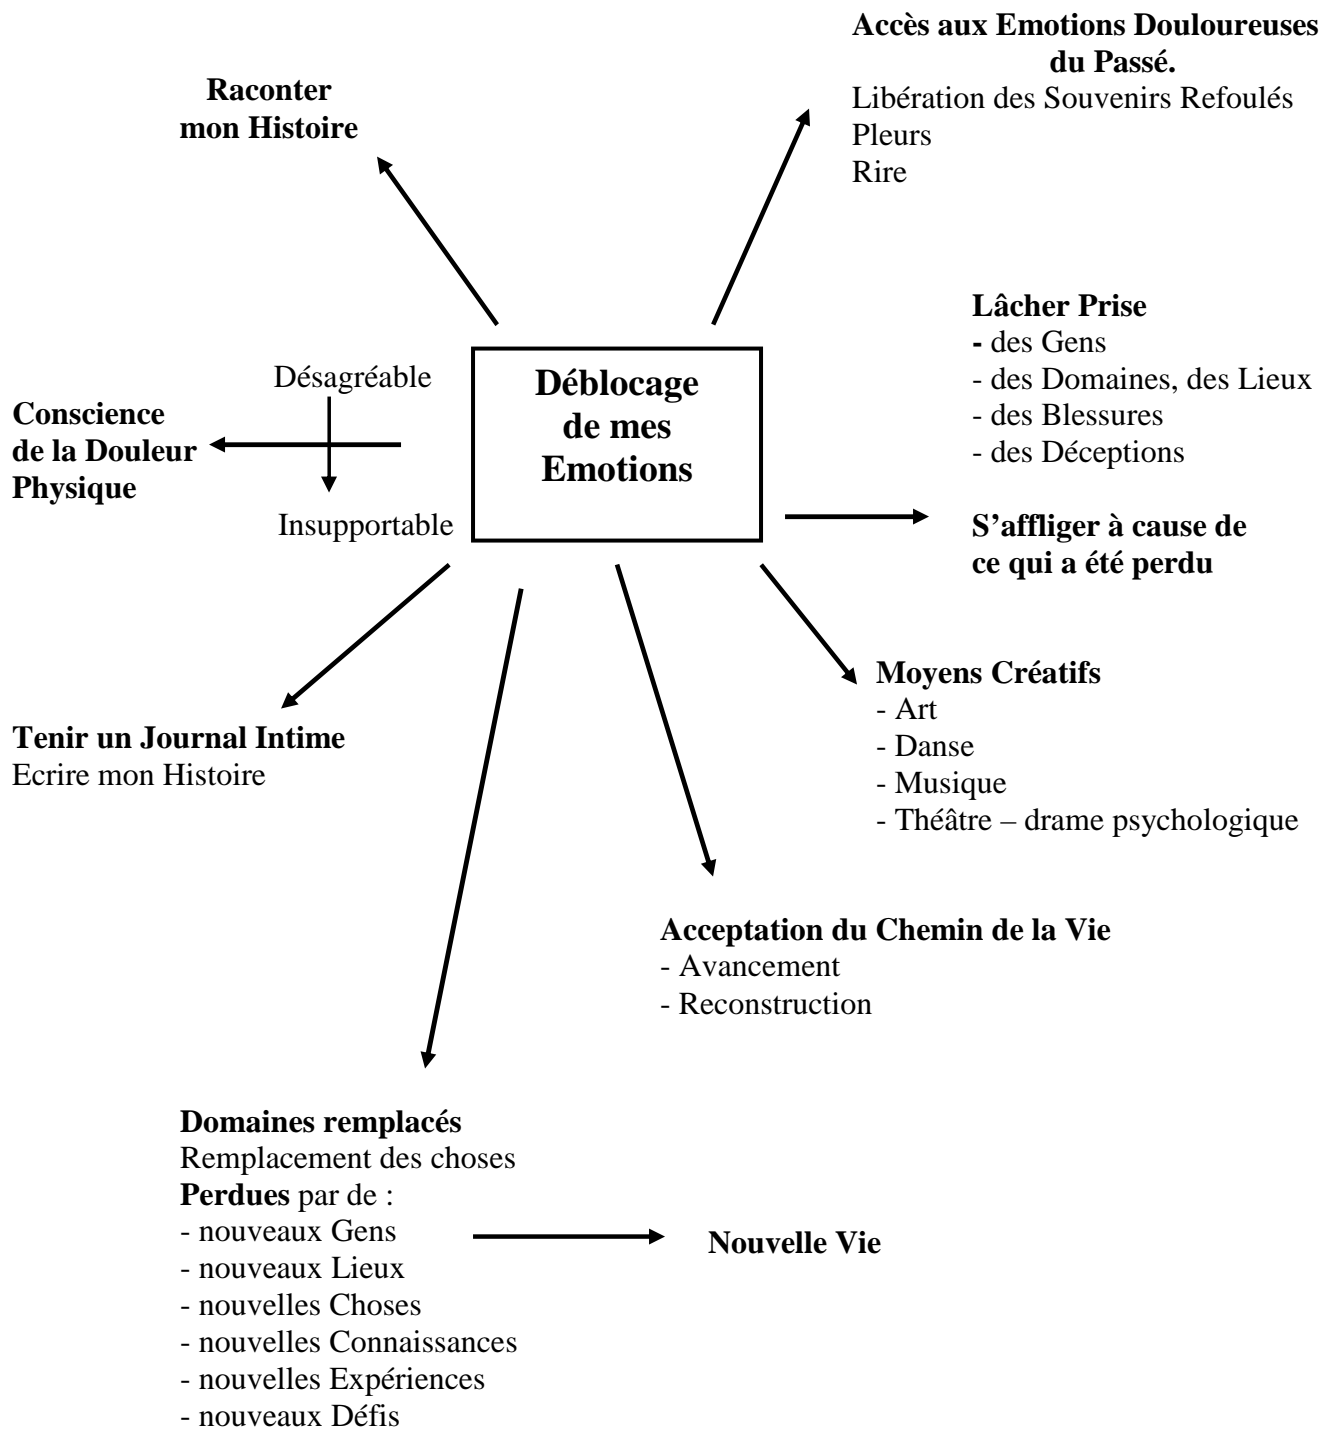 Accès aux Emotions Douloureuses
du Passé.
Libération des Souvenirs Refoulés
Pleurs
Rire
Raconter
mon Histoire
Lâcher Prise
- des Gens
- des Domaines, des Lieux
- des Blessures
- des Déceptions
Désagréable
Déblocage
de mes
Emotions
Conscience
de la Douleur
Physique
Insupportable
S’affliger à cause de
ce qui a été perdu
Moyens Créatifs
- Art
- Danse
- Musique
- Théâtre – drame psychologique
Tenir un Journal Intime
Ecrire mon Histoire
Acceptation du Chemin de la Vie
- Avancement
- Reconstruction
Domaines remplacés
Remplacement des choses
Perdues par de :
- nouveaux Gens
- nouveaux Lieux
- nouvelles Choses
- nouvelles Connaissances
- nouvelles Expériences
- nouveaux Défis
Nouvelle Vie